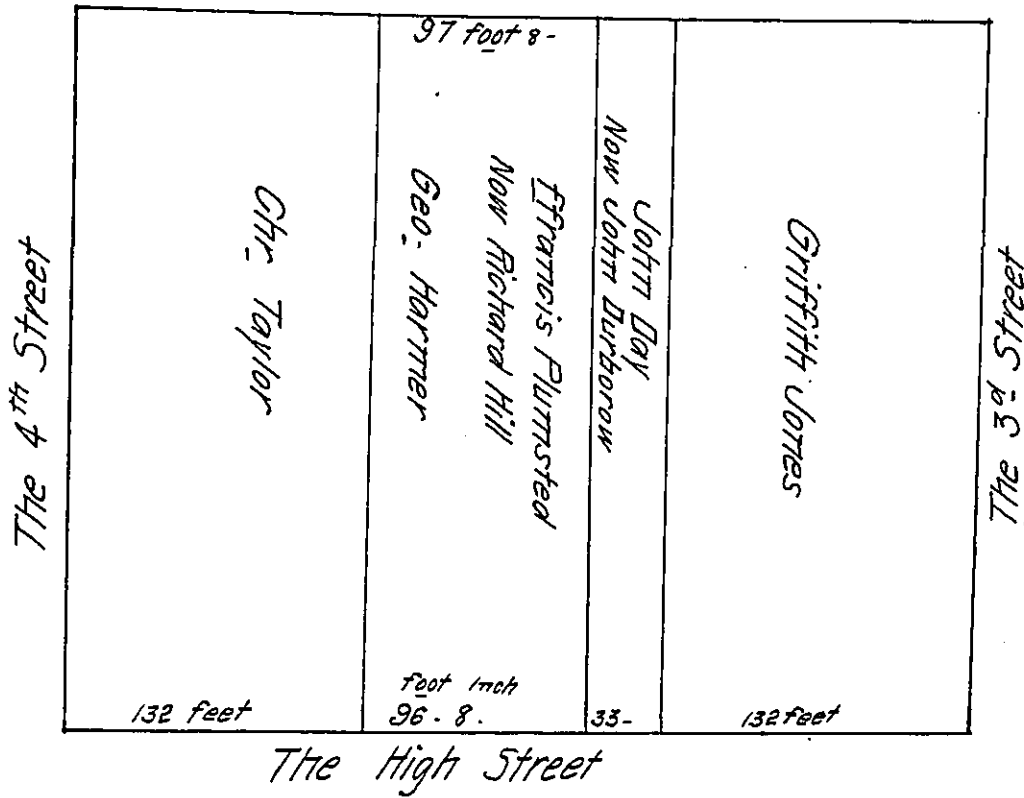 97 foot 8-
The 4th Street
Chr, Taylor
Geo, Harmer
ffrancis Plumsted
Now Richard Hill
John Day
Now John Durborow
Griffith Jones
The 3d Street
132 feet
foot Inch
96. 8.
33-
132 feet
The High Street